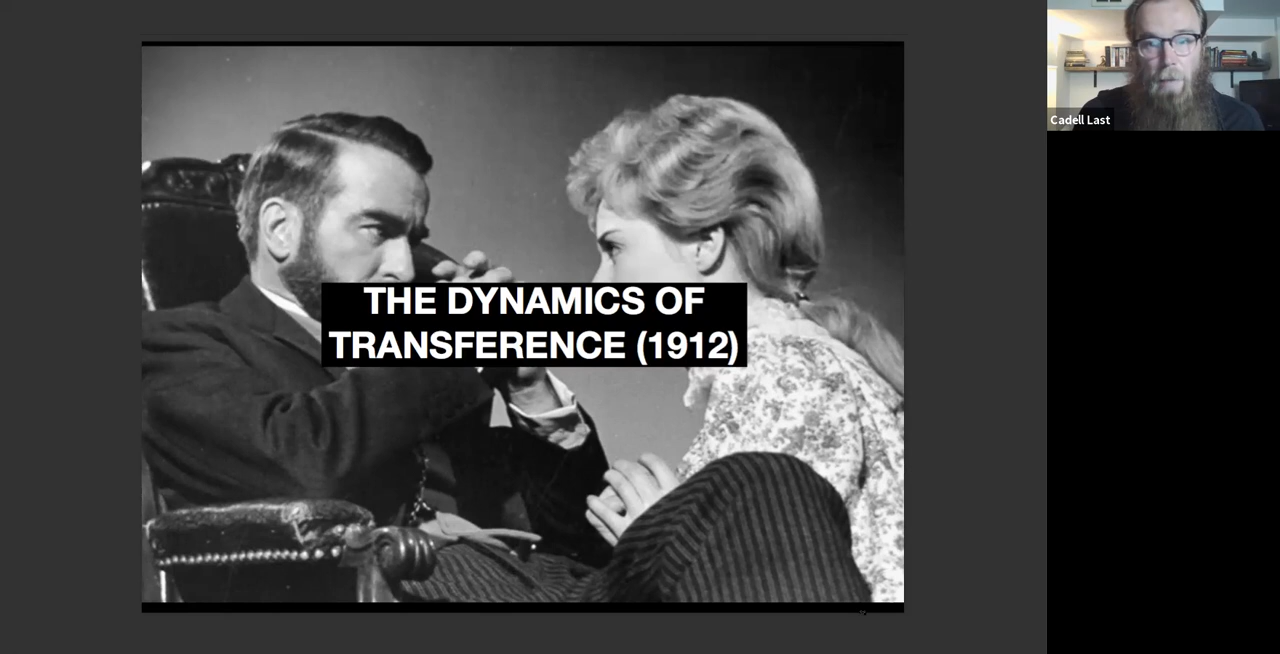 THE DYNAMICS OF
TRANSFERENCE (1912)
Cadell Last